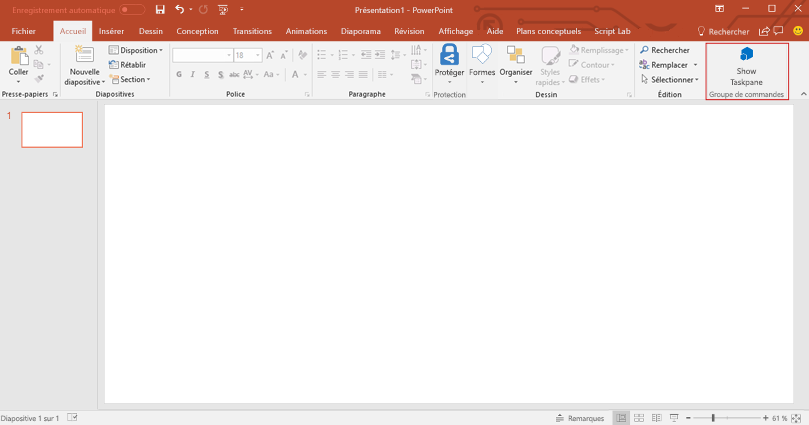 Enregistrement automatique
Présentation1 - PowerPoint
Fichier Accueil Insérer Dessin Conception Transitions Animations Diaporama Révision Affichage Aide Plans conceptuels Script Lab Rechercher
Coller
Presse-papiers
Nouvelle
diapositive
Disposition
Rétablir
Section
Diapositives
18
G I S S abc AV Aa A
Police
Paragraphe
Protéger
Protection
Formes
Organiser
Styles
rapides
Remplissage
Contour
Effets
Dessin
Rechercher
Remplacer
Sélectionner
Édition
Show
Taskpane
Groupe de commandes
1
Diapositive 1 sur 1
Remarques
61 %